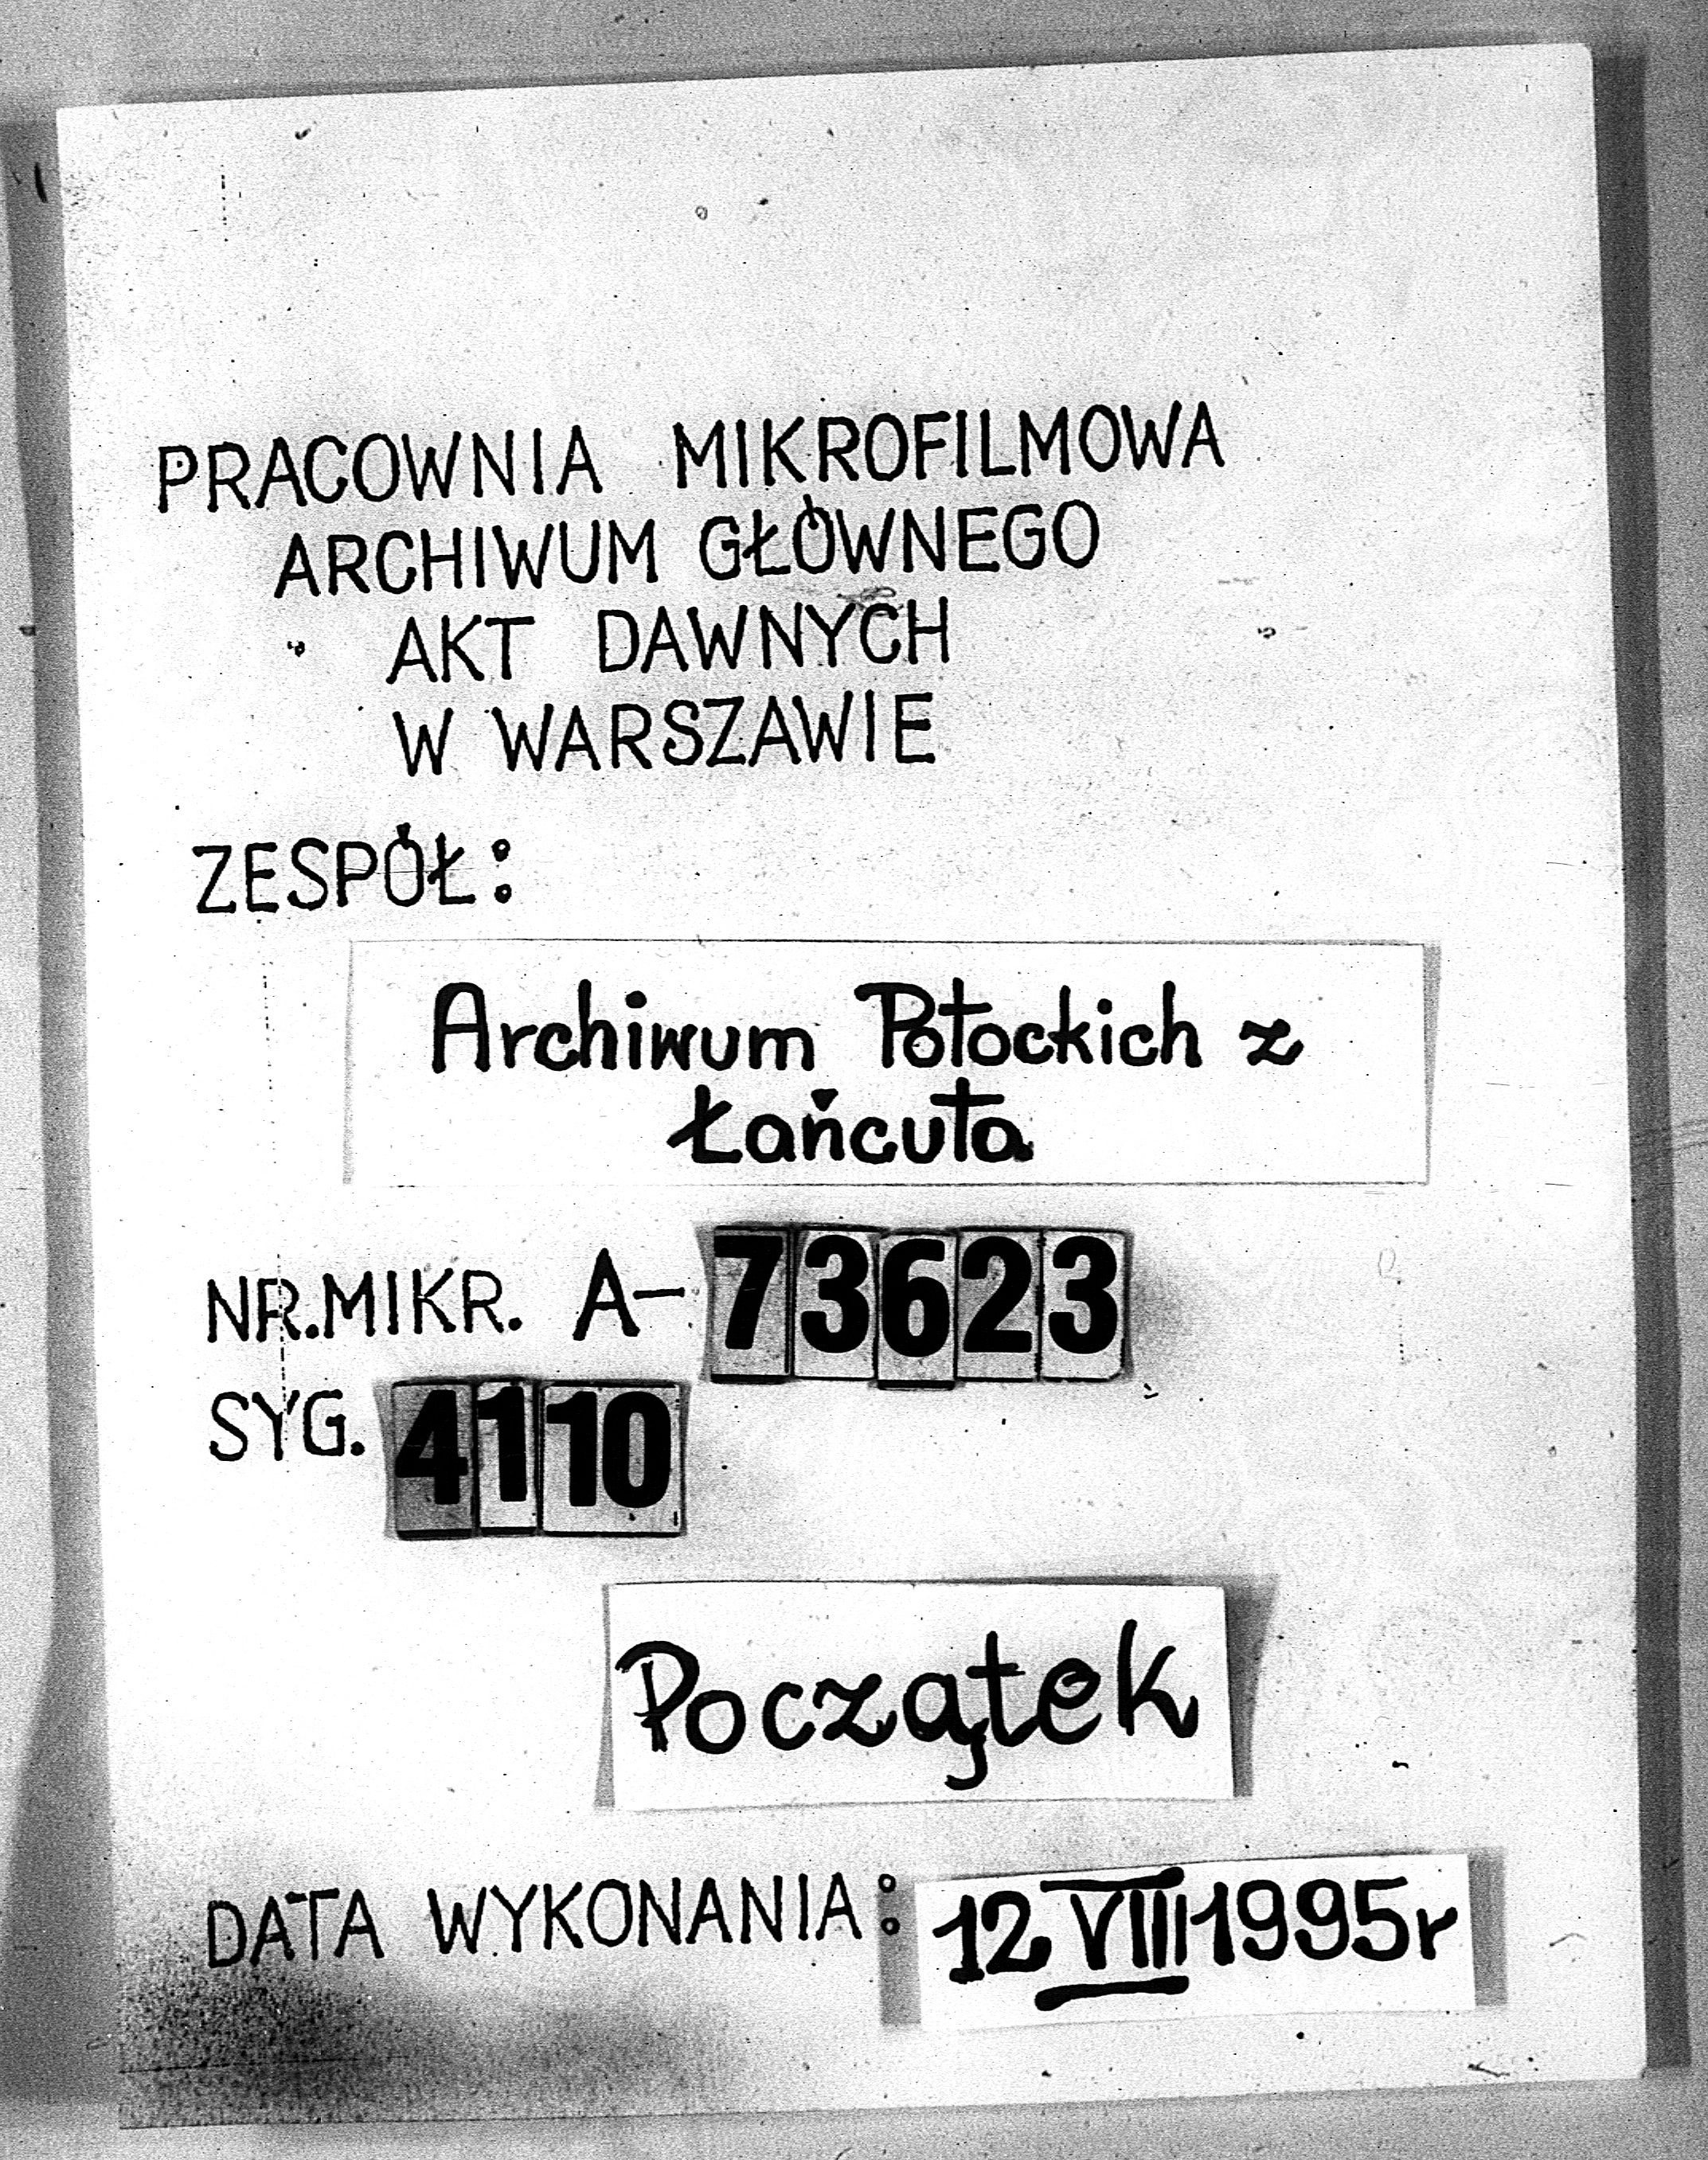 PRACOWNIA MIKROFILMOWA
ARCHIWUM GŁÓWNEGO
AKT DAWNYCH
W WARSZAWIE
ZESPÓŁ:
Archiwum Potockich z
Łańcuta
NR.MIKR. A-73623
SYG. 4110
Początek
DATA WYKONANIA: 12 VIII 1995r